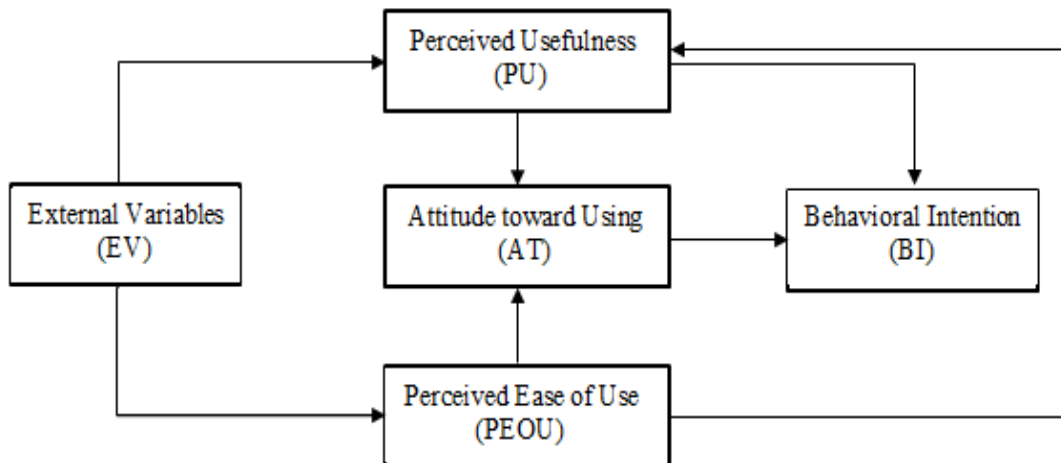 Perceived Usefulness
(PU)
External Variables
(EV)
Attitude toward Using
(AT)
Behavioral Intention
(BI)
Perceived Ease of Use
(PEOU)